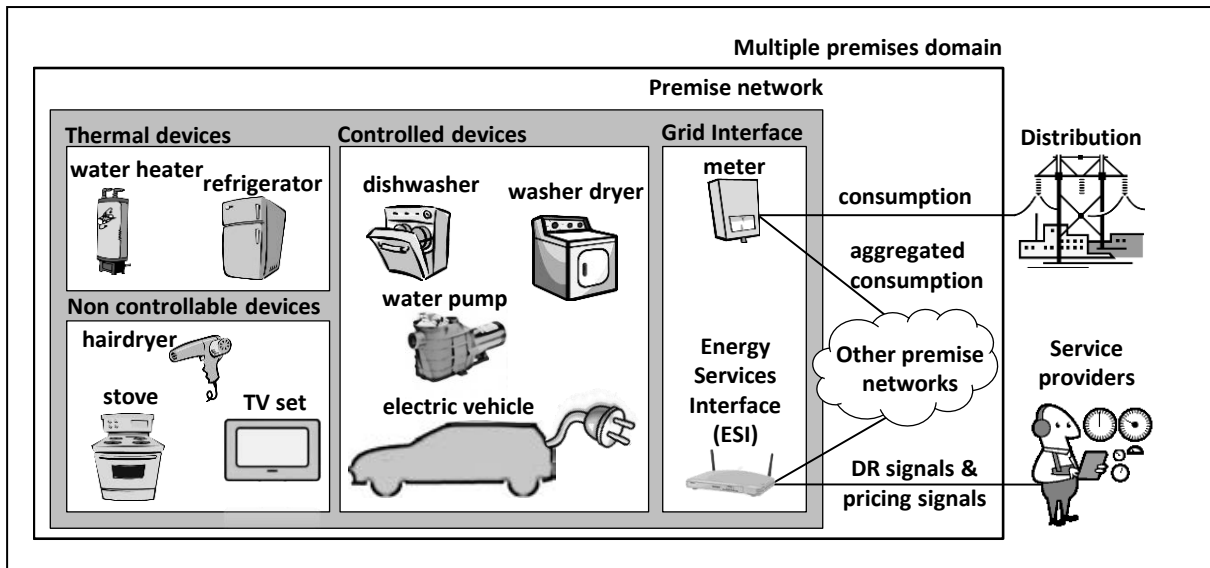 Multiple premises domain
Premise network
Thermal devices
water heater
refrigerator
Non controllable devices
hairdryer
stove
TV set
Controlled devices
dishwasher
washer dryer
water pump
electric vehicle
Grid Interface
meter
Energy
Services
Interface
(ESI)
consumption
aggregated
consumption
Other premise
networks
DR signals &
pricing signals
Distribution
Service
providers